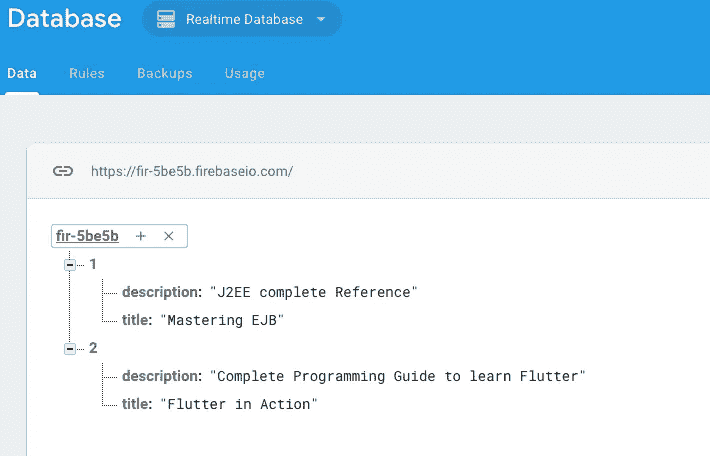 Database Realtime Database
Data Rules Backups Usage
https://fir-5be5b.firebaseio.com/
fir-5be5b + ×
1
description: "J2EE complete Reference"
title: "Mastering EJB"
2
description: "Complete Programming Guide to learn Flutter"
title: "Flutter in Action"